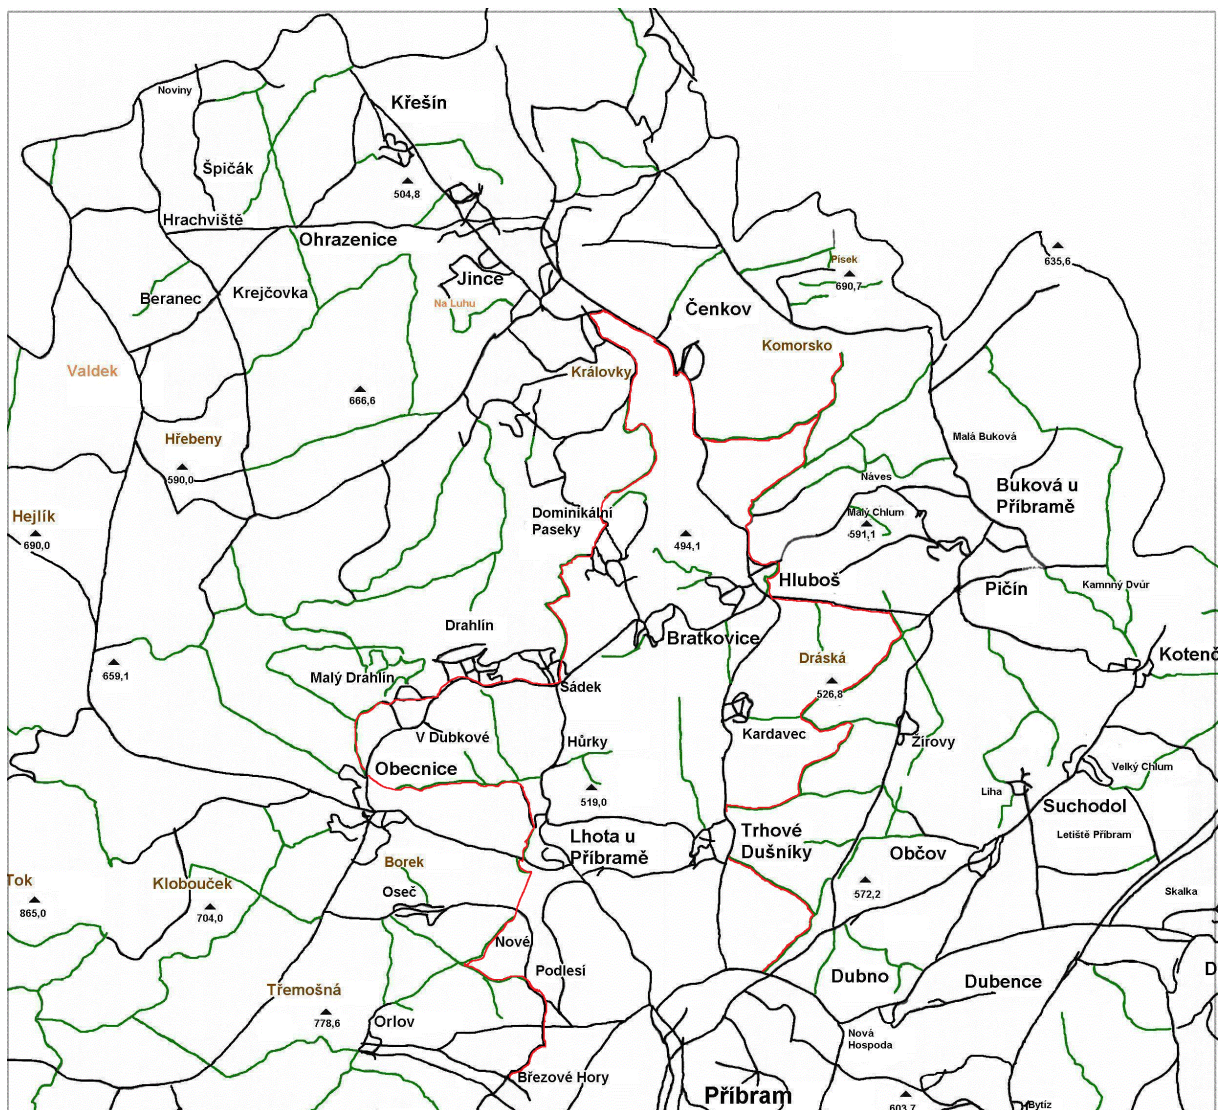 Noviny
Křešín
Špičák
504,8
Hrachviště
Ohrazenice
Písek
635,6
Jince
690,7
Krejčovka
Beranec
Na Luhu
Čenkov
Komorsko
Valdek
Královky
666,6
Hřebeny
Malá Buková
590,0
Náves
Buková u
Příbramě
Hejlík
Dominikální
Paseky
Malý Chlum
591,1
690,0
494,1
Hluboš
Pičín
Kamnný Dvůr
Drahlín
Bratkovice
Kotenč
Dráská
659,1
Malý Drahlín
526,8
Sádek
V Dubkové
Hůrky
Kardavec
Žířovy
Obecnice
Velký Chlum
519,0
Líha
Suchodol
Lhota u
Příbramě
Trhové
Dušníky
Letiště Příbram
Občov
Borek
Tok
Klobouček
Oseč
572,2
Skalka
865,0
704,0
Nové
Podlesí
Dubno
Dubence
D
Třemošná
778,6
Orlov
Nová
Hospoda
Březové Hory
Příbram
603,7
Bytíz